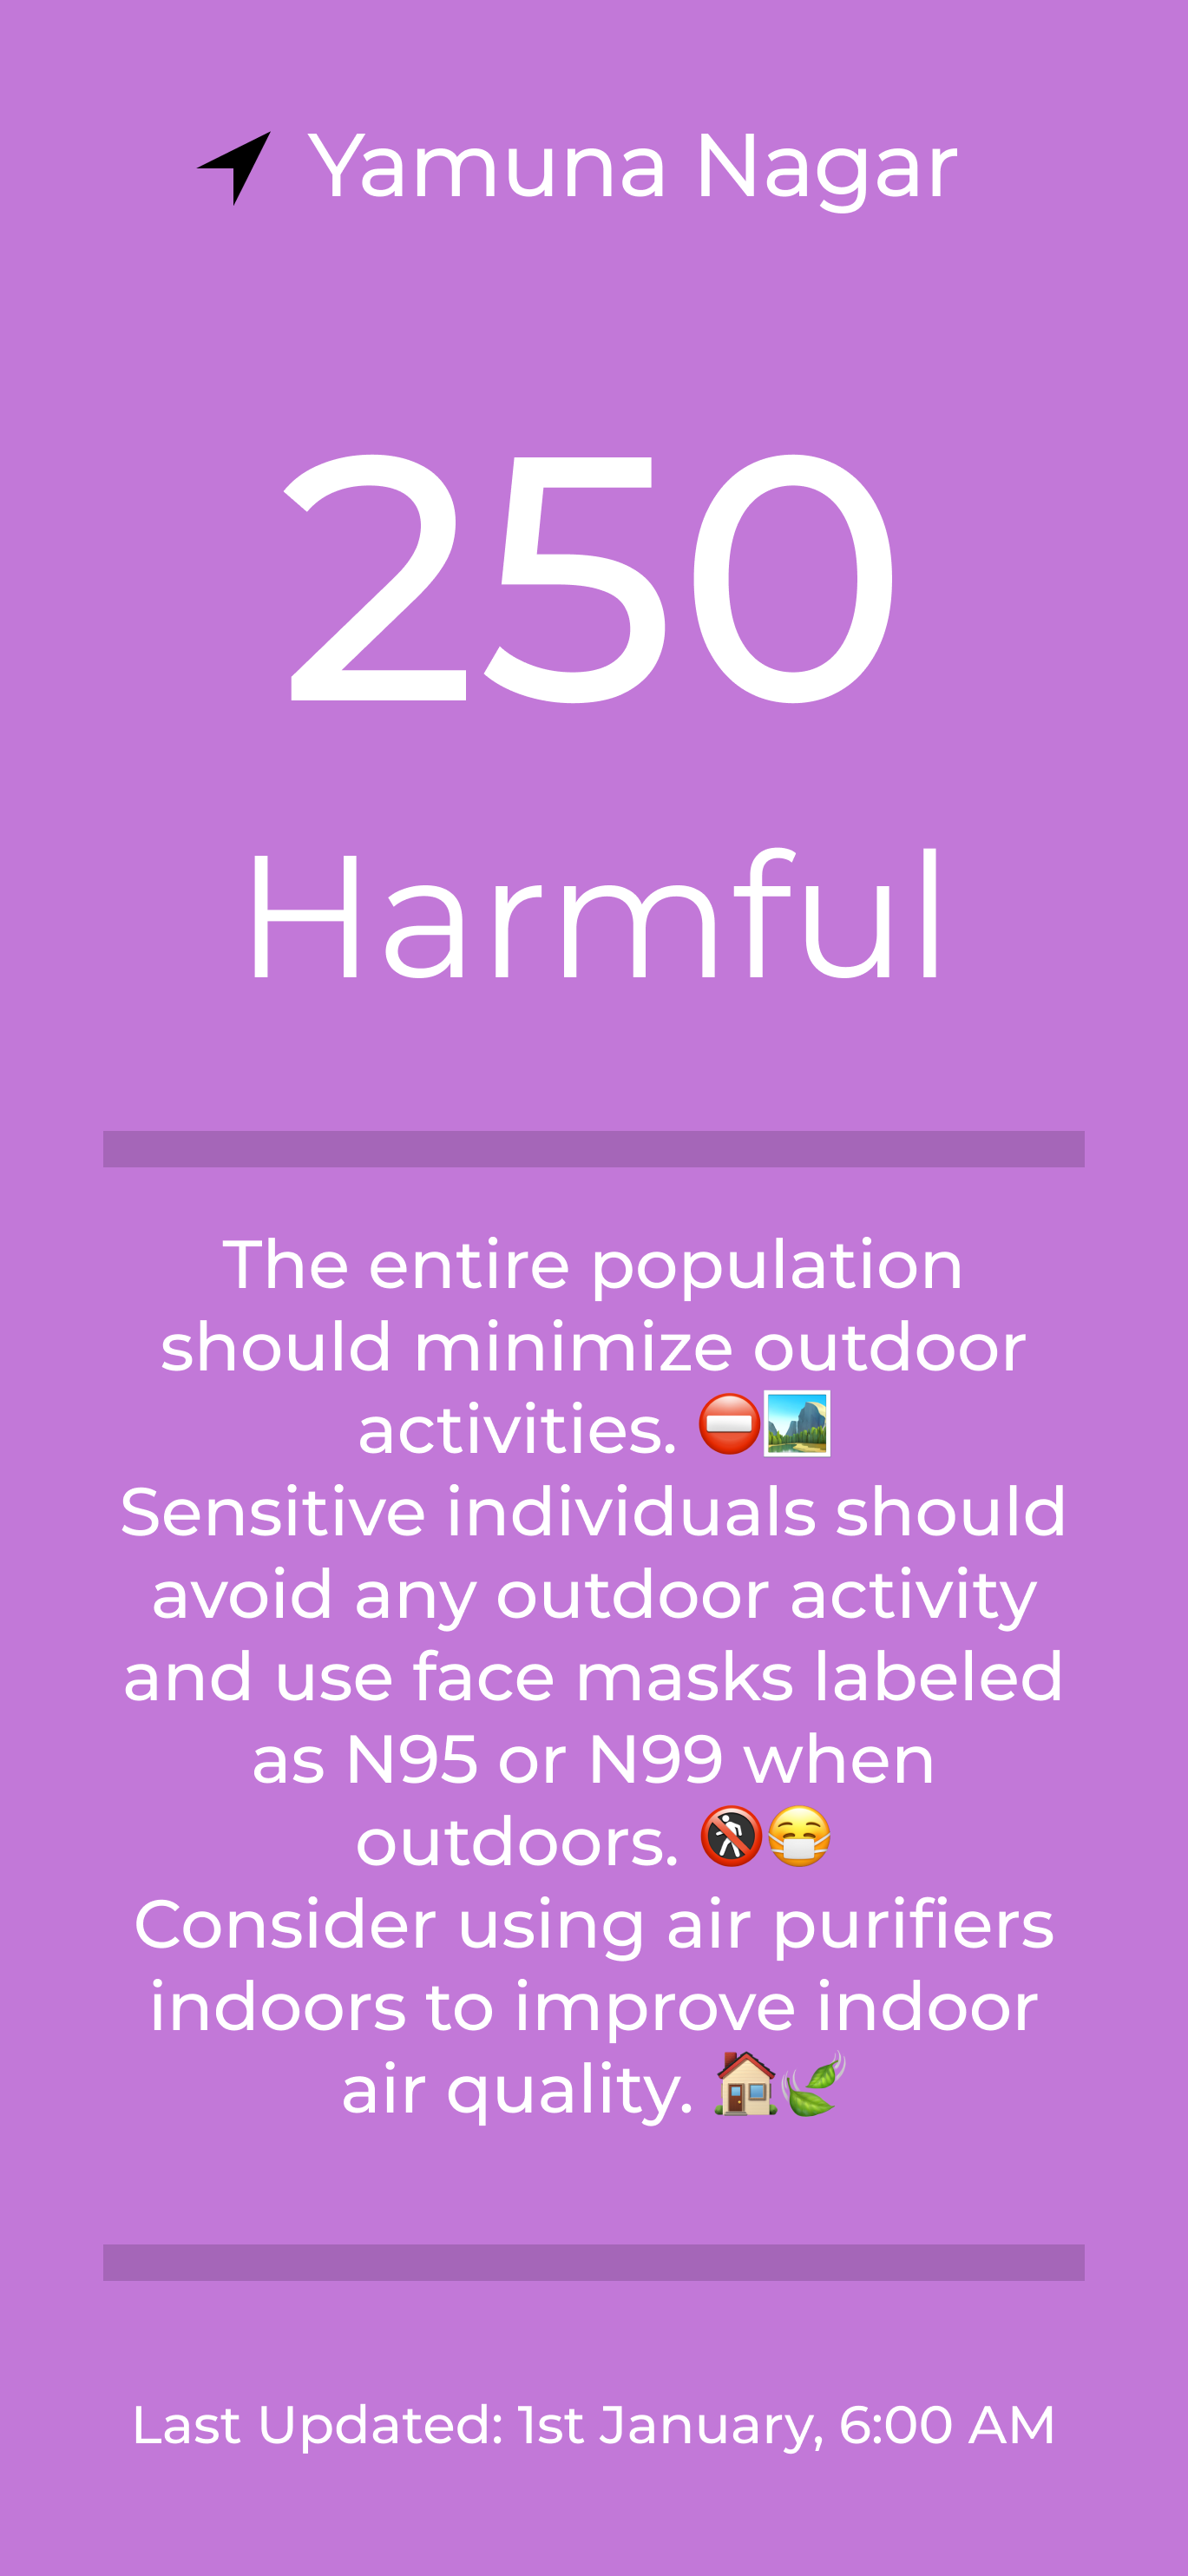 Yamuna Nagar
250
Harmful
The entire population
should minimize outdoor
activities. ⛔🏞️
Sensitive individuals should
avoid any outdoor activity
and use face masks labeled
as N95 or N99 when
outdoors. 🚷😷
Consider using air purifiers
indoors to improve indoor
air quality. 🏠🍃
Last Updated: 1st January, 6:00 AM